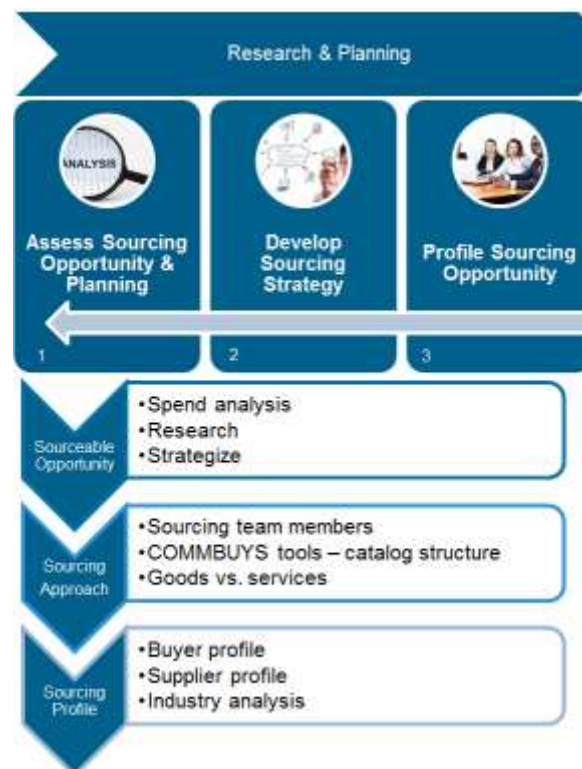 Research & Planning
ANALYSIS
Assess Sourcing
Opportunity &
Planning
1
Develop
Sourcing
Strategy
2
Profile Sourcing
Opportunity
3
Sourceable
Opportunity
•Spend analysis
•Research
•Strategize
Sourcing
Approach
•Sourcing team members
•COMMBUYS tools – catalog structure
•Goods vs. services
Sourcing
Profile
•Buyer profile
•Supplier profile
•Industry analysis